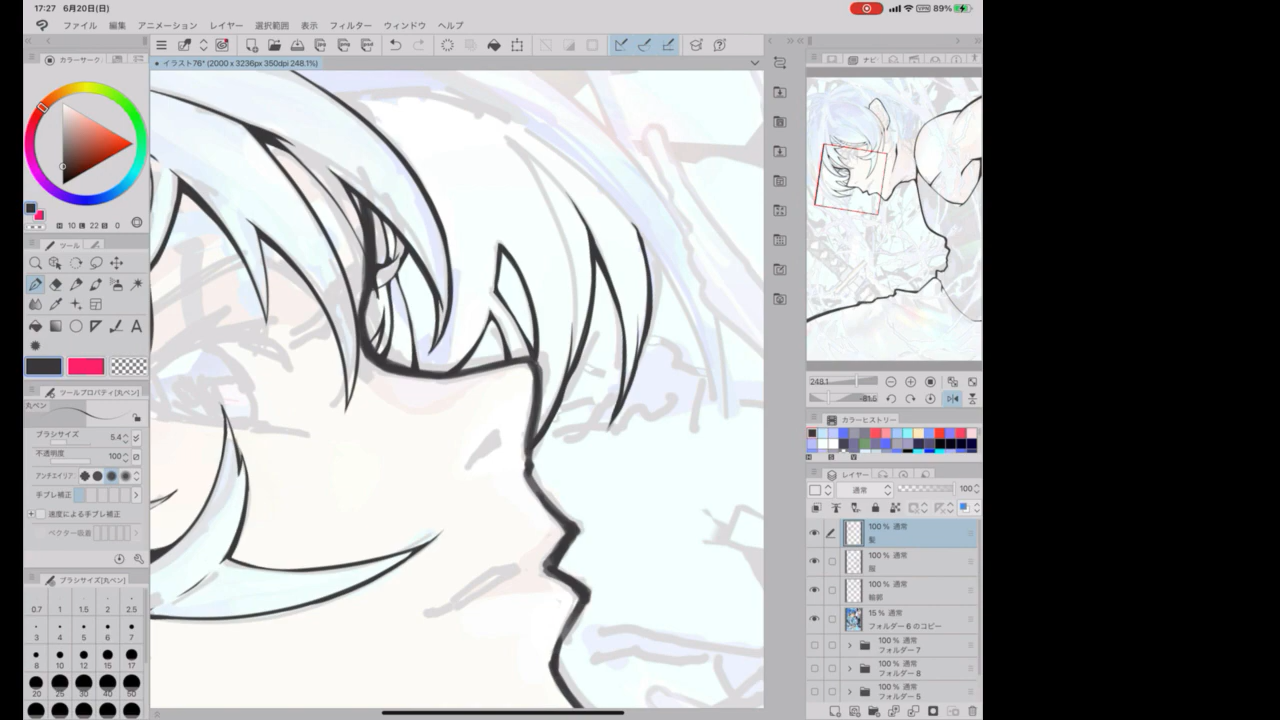 17:27 6月20日(日)
VPN 89%
ファイル 編集 アニメーション レイヤー 選択範囲 表示 フィルター ウィンドウ ヘルプ
イラスト76* (2000 x 3236px 350dpi 248.1%)
カラーサーク
ナビ
H 10 L 22 S 0
ツール
A
ツールプロパティ[丸ペン]
丸ペン
ブラシサイズ 5.4
不透明度 100
アンチエイリア
手ブレ補正
速度による手ブレ補正
ベクター吸着
ブラシサイズ[丸ペン]
0.7 1 1.5 2 2.5
3 4 5 6 7
8 10 12 15 17
20 25 30 40 50
248.1
-81.5
カラーヒストリー
レイヤー
通常 100
100 % 通常
髪
100 % 通常
服
100 % 通常
輪郭
15 % 通常
フォルダー 6 のコピー
100 % 通常
フォルダー 7
100 % 通常
フォルダー 8
100 % 通常
フォルダー 5